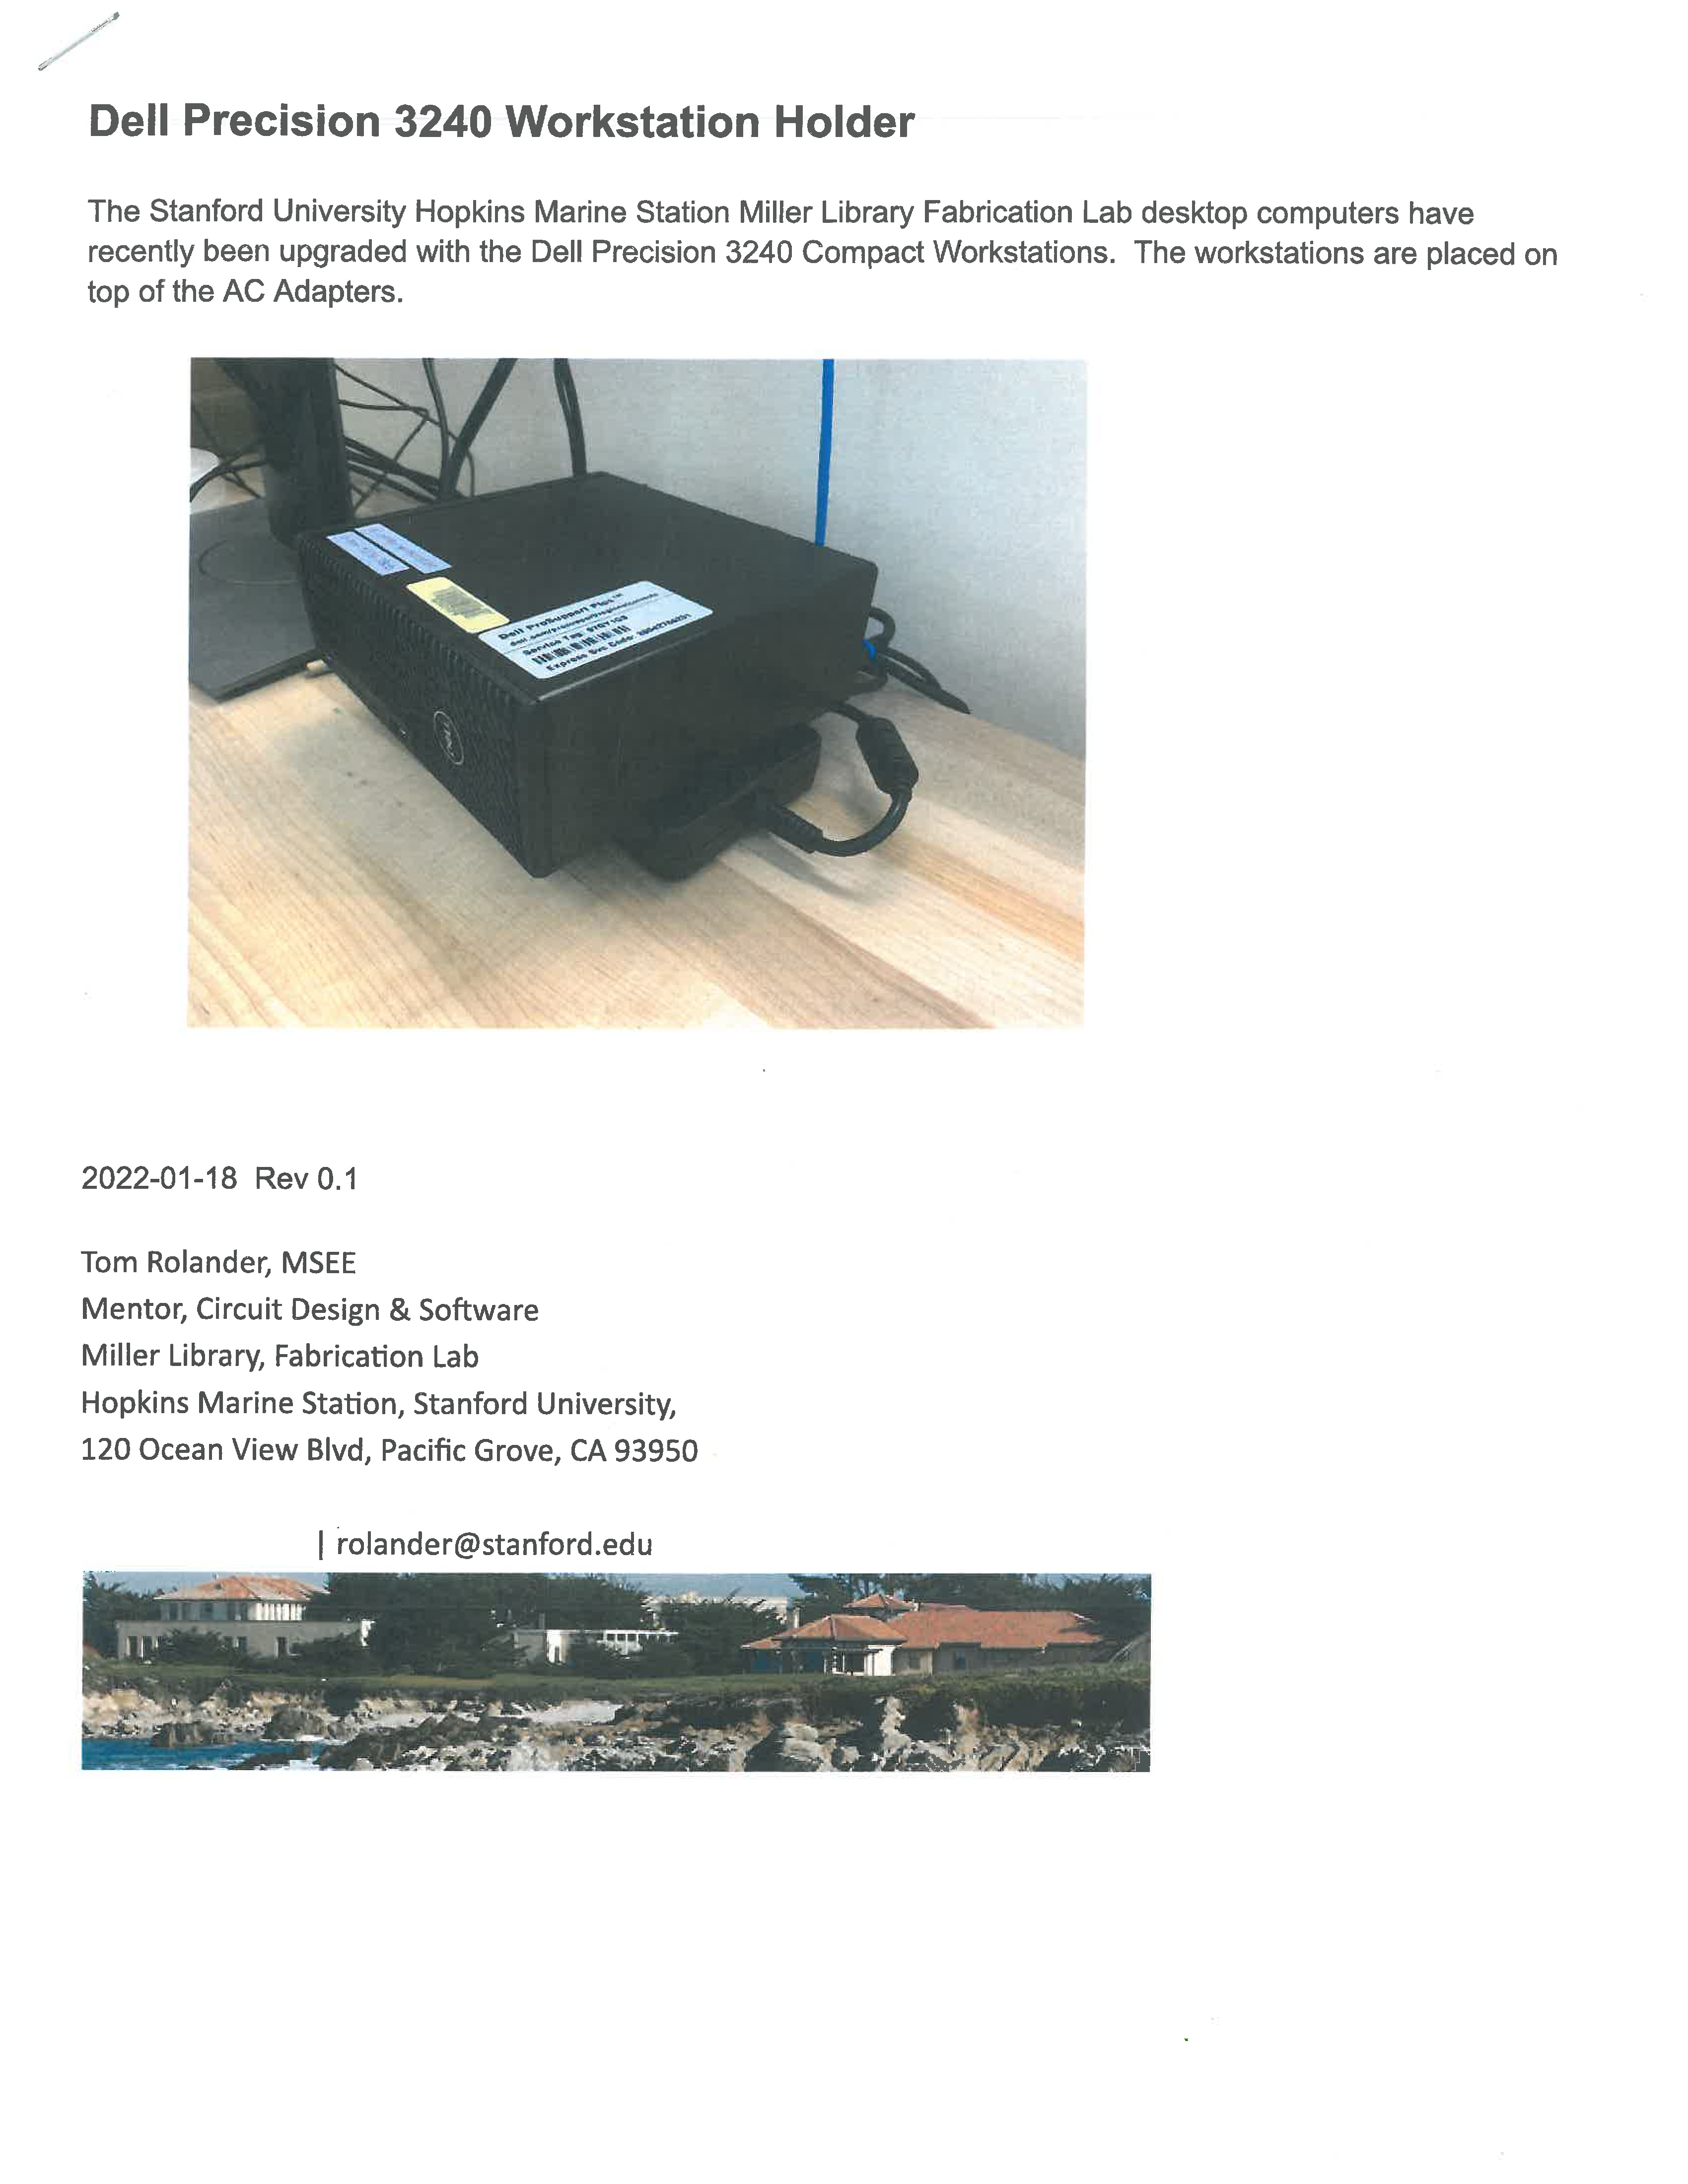 Dell Precision 3240 Workstation Holder
The Stanford University Hopkins Marine Station Miller Library Fabrication Lab desktop computers have
recently been upgraded with the Dell Precision 3240 Compact Workstations.  The workstations are placed on
top of the AC Adapters.
Dell ProSupport Plus™
Service Tag
Express Svc Code:
DELL
2022-01-18  Rev 0.1
Tom Rolander, MSEE
Mentor, Circuit Design & Software
Miller Library, Fabrication Lab
Hopkins Marine Station, Stanford University,
120 Ocean View Blvd, Pacific Grove, CA 93950
| rolander@stanford.edu